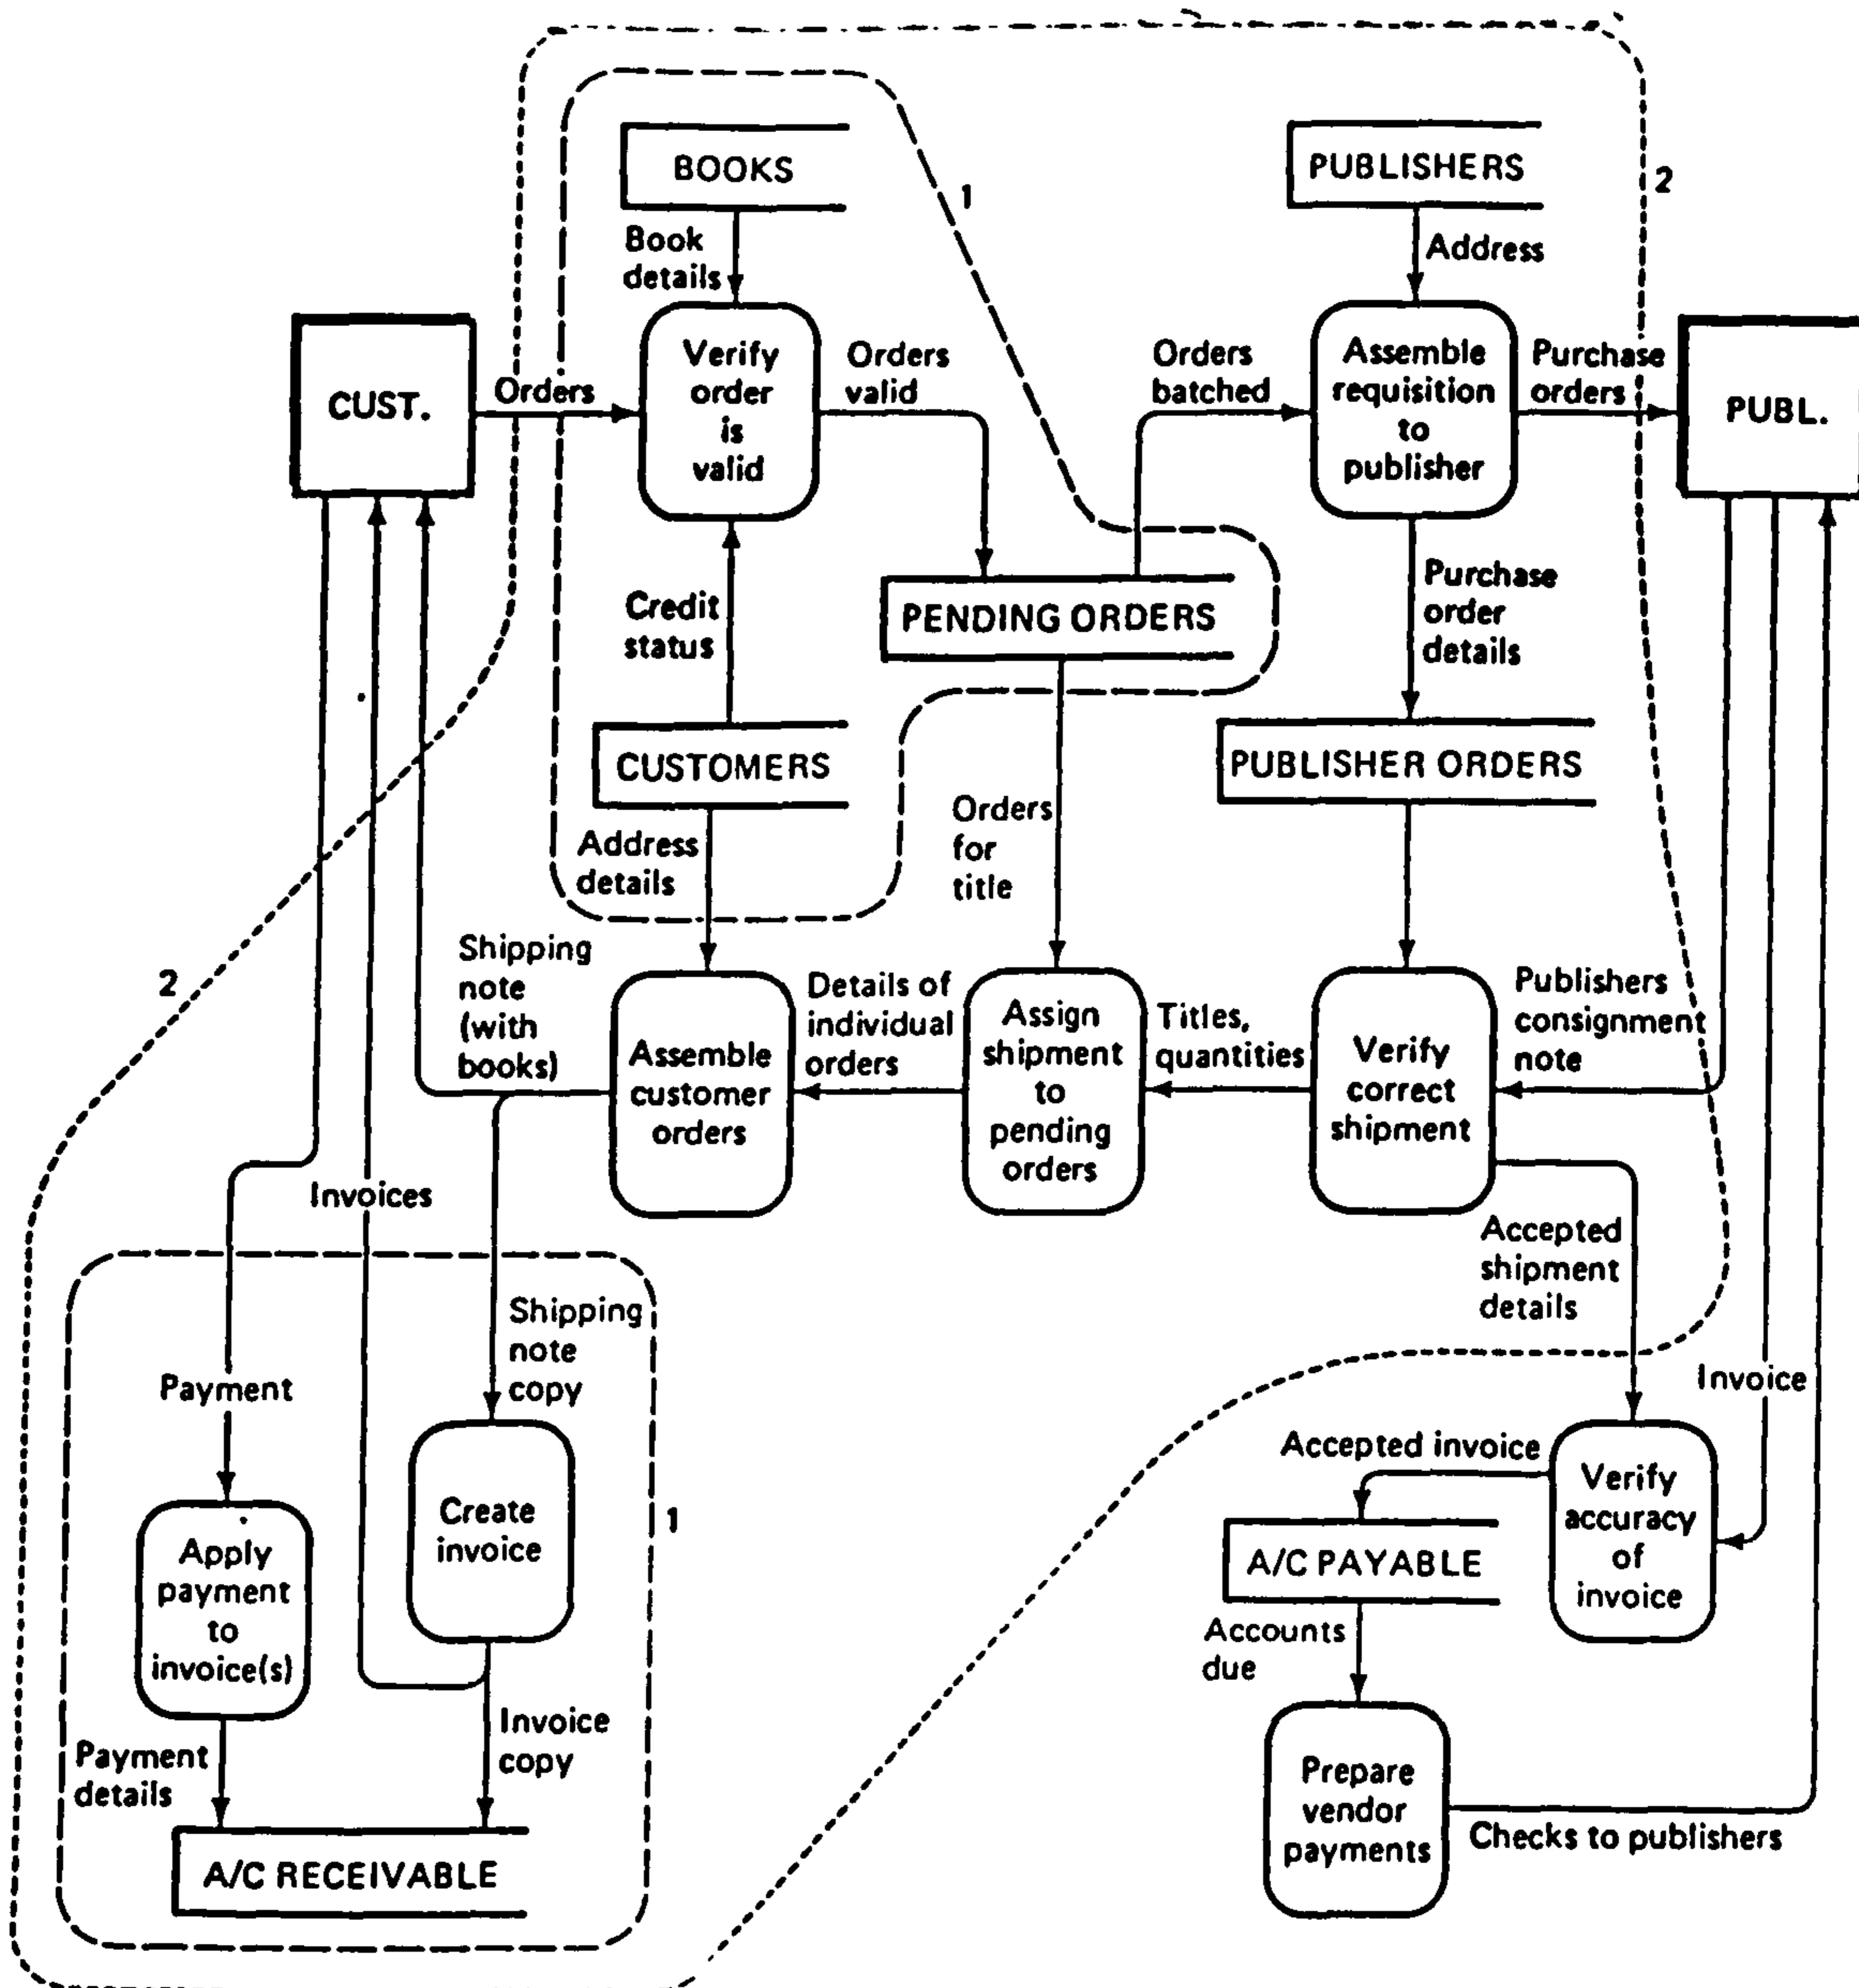 BOOKS
PUBLISHERS
1
2
Book
details
Address
CUST.
Orders
Verify
order
is
valid
Orders
valid
Orders
batched
Assemble
requisition
to
publisher
Purchase
orders
PUBL.
Credit
status
PENDING ORDERS
Purchase
order
details
CUSTOMERS
PUBLISHER ORDERS
Address
details
Orders
for
title
2
Shipping
note
(with
books)
Assemble
customer
orders
Details of
individual
orders
Assign
shipment
to
pending
orders
Titles,
quantities
Verify
correct
shipment
Publishers
consignment
note
Invoices
Accepted
shipment
details
Shipping
note
copy
Payment
Invoice
Create
invoice
1
Accepted invoice
Verify
accuracy
of
invoice
Apply
payment
to
invoice(s)
A/C PAYABLE
Accounts
due
Payment
details
Invoice
copy
Prepare
vendor
payments
Checks to publishers
A/C RECEIVABLE